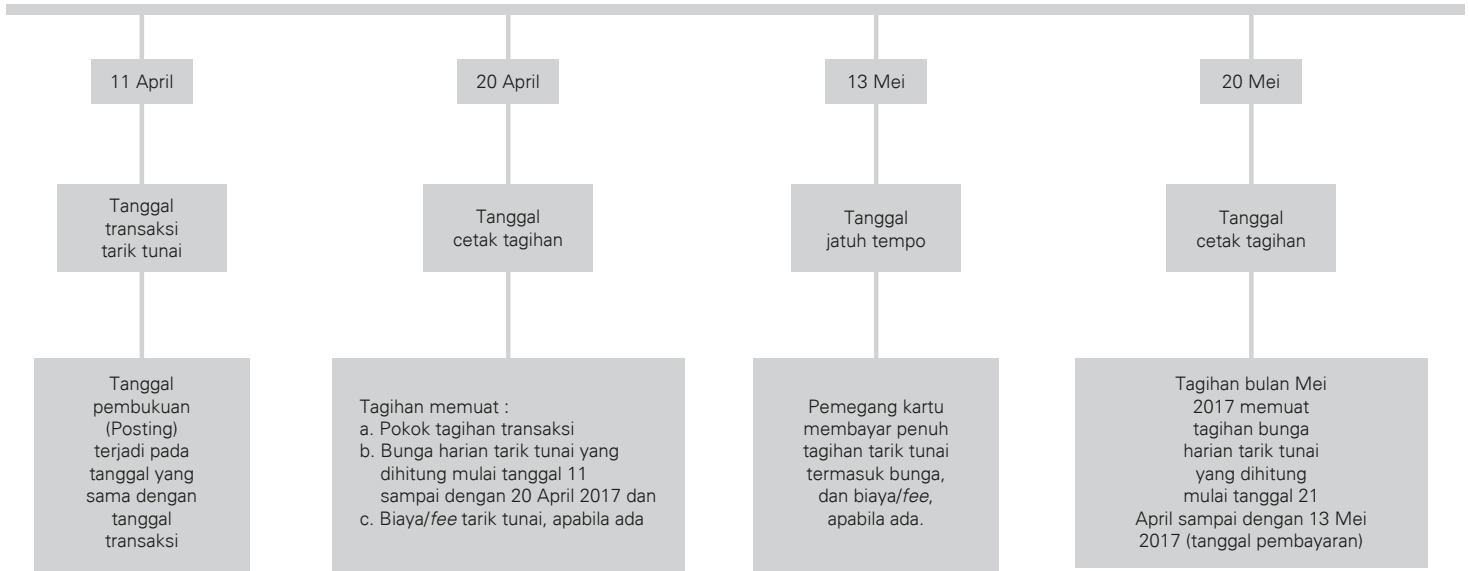 11 April
20 April
13 Mei
20 Mei
Tanggal
transaksi
tarik tunai
Tanggal
cetak tagihan
Tanggal
jatuh tempo
Tanggal
cetak tagihan
Tanggal
pembukuan
(Posting)
terjadi pada
tanggal yang
sama dengan
tanggal
transaksi
Tagihan memuat :
a. Pokok tagihan transaksi
b. Bunga harian tarik tunai yang
dihitung mulai tanggal 11
sampai dengan 20 April 2017 dan
c. Biaya/fee tarik tunai, apabila ada
Pemegang kartu
membayar penuh
tagihan tarik tunai
termasuk bunga,
dan biaya/fee,
apabila ada.
Tagihan bulan Mei
2017 memuat
tagihan bunga
harian tarik tunai
yang dihitung
mulai tanggal 21
April sampai dengan 13 Mei
2017 (tanggal pembayaran)